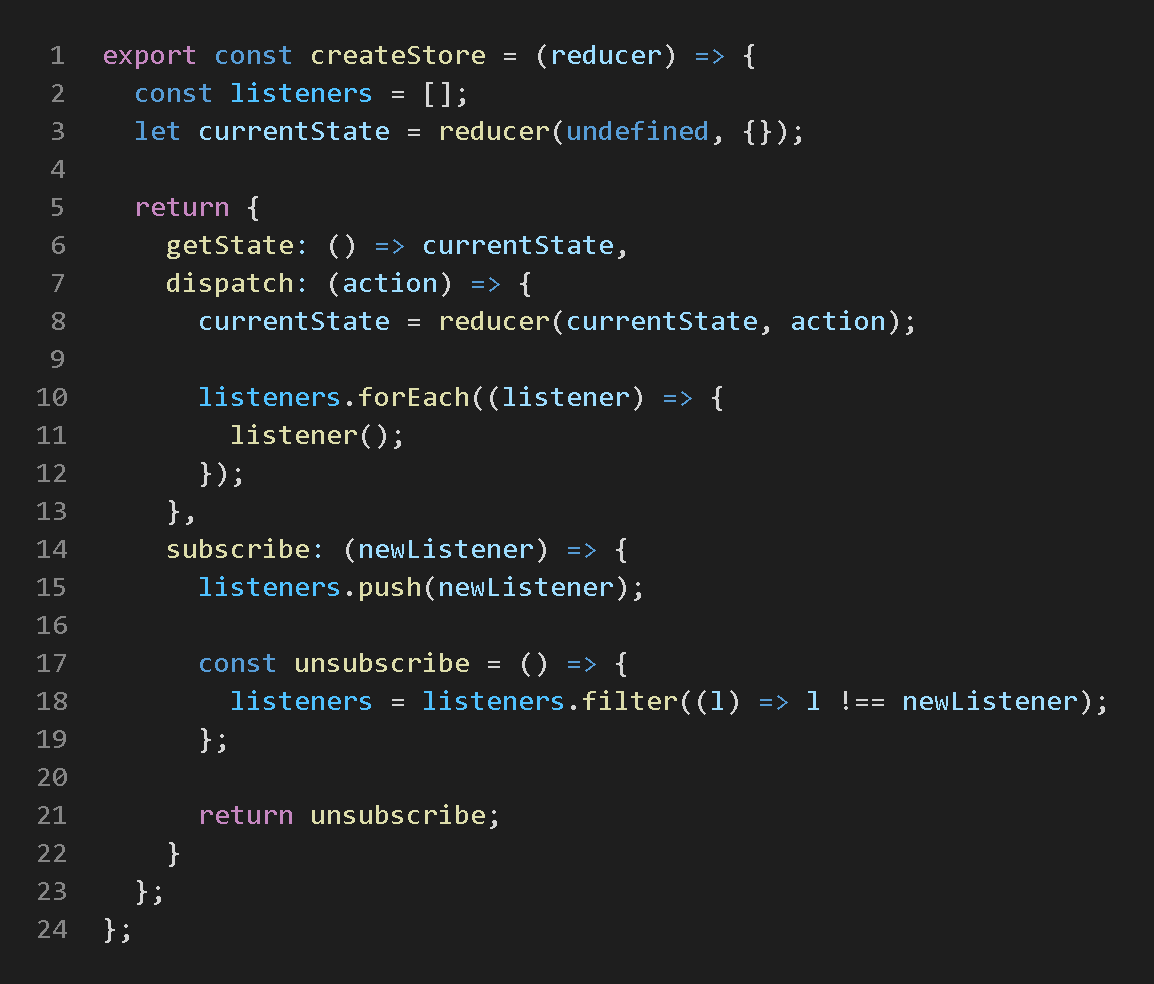 1 export const createStore = (reducer) => {
2   const listeners = [];
3   let currentState = reducer(undefined, {});
4
5   return {
6     getState: () => currentState,
7     dispatch: (action) => {
8       currentState = reducer(currentState, action);
9
10       listeners.forEach((listener) => {
11         listener();
12       });
13     },
14     subscribe: (newListener) => {
15       listeners.push(newListener);
16
17       const unsubscribe = () => {
18         listeners = listeners.filter((l) => l !== newListener);
19       };
20
21       return unsubscribe;
22     }
23   };
24 };